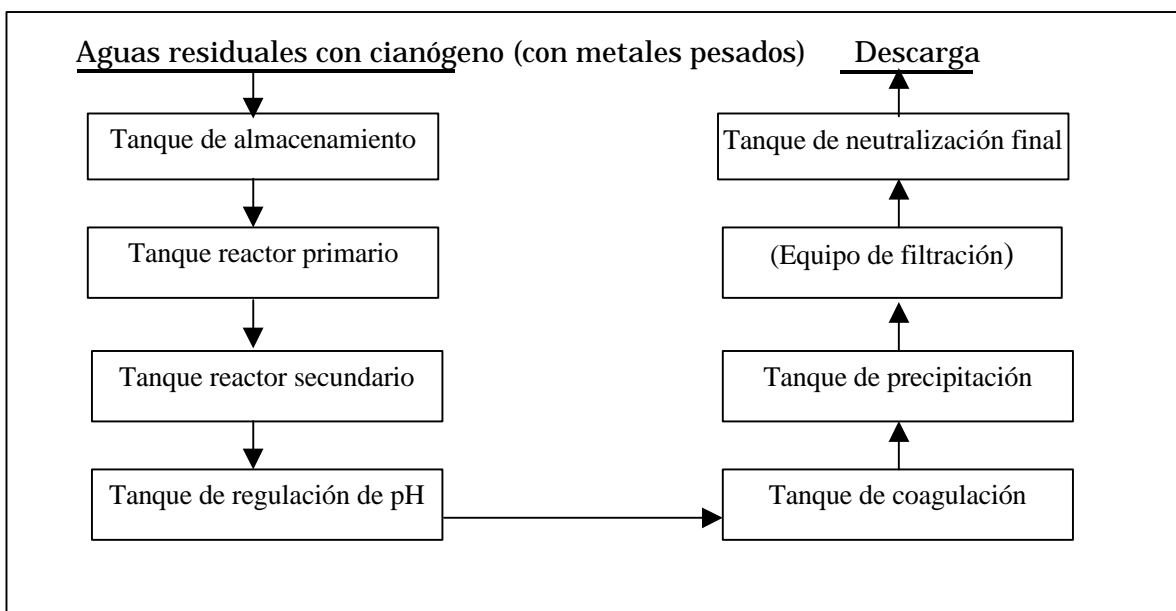 Aguas residuales con cianógeno (con metales pesados)
Tanque de almacenamiento
Tanque reactor primario
Tanque reactor secundario
Tanque de regulación de pH
Tanque de coagulación
Tanque de precipitación
(Equipo de filtración)
Tanque de neutralización final
Descarga